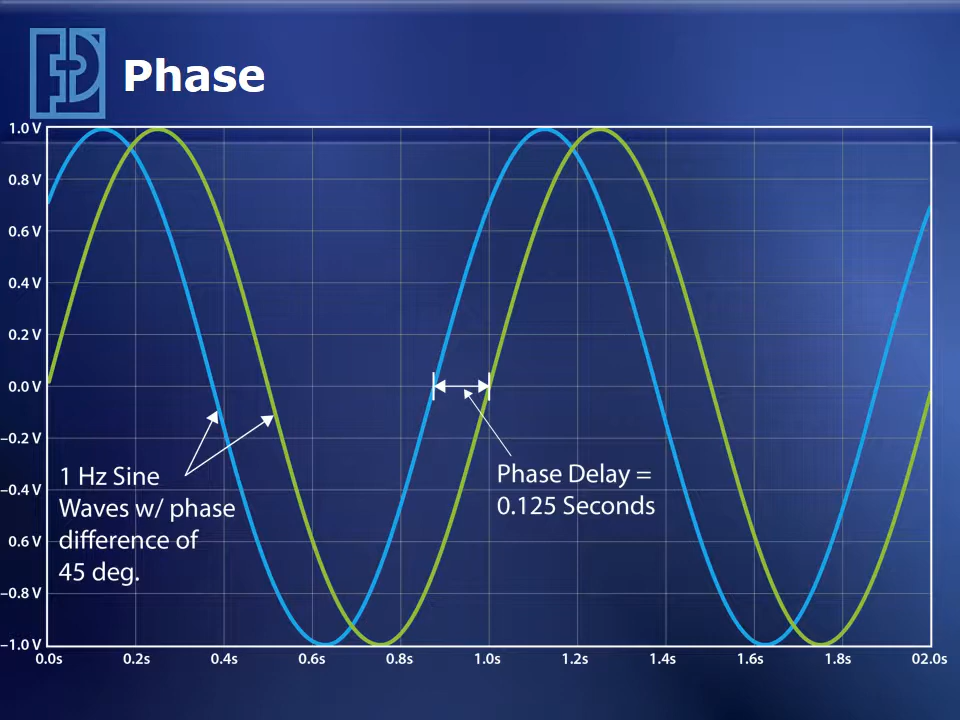 Phase
1.0 V
0.8 V
0.6 V
0.4 V
0.2 V
0.0 V
–0.2 V
–0.4 V
0.6 V
–0.8 V
–1.0 V
1 Hz Sine
Waves w/ phase
difference of
45 deg.
Phase Delay =
0.125 Seconds
0.0s 0.2s 0.4s 0.6s 0.8s 1.0s 1.2s 1.4s 1.6s 1.8s 02.0s